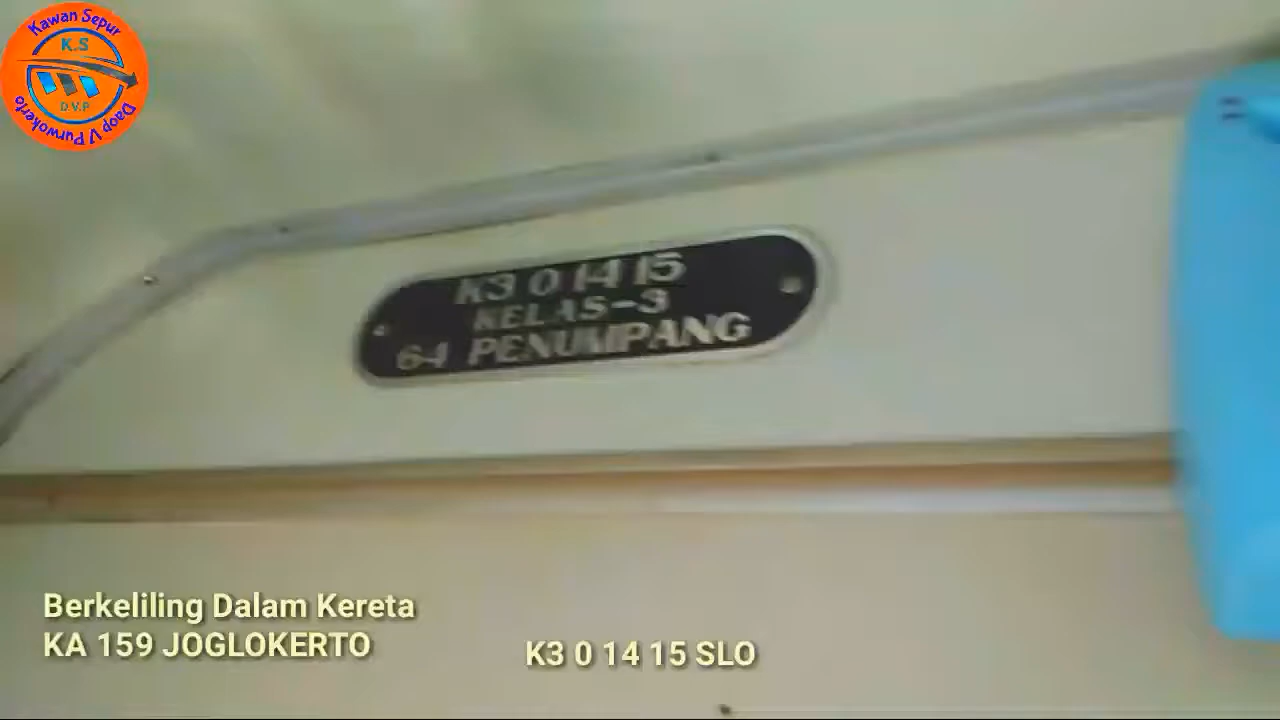 Kawan Sepur
K.S
D.V.P
Daop V Purwokerto
K3 0 14 15
KELAS-3
64 PENUMPANG
Berkeliling Dalam Kereta
KA 159 JOGLOKERTO
K3 0 14 15 SLO